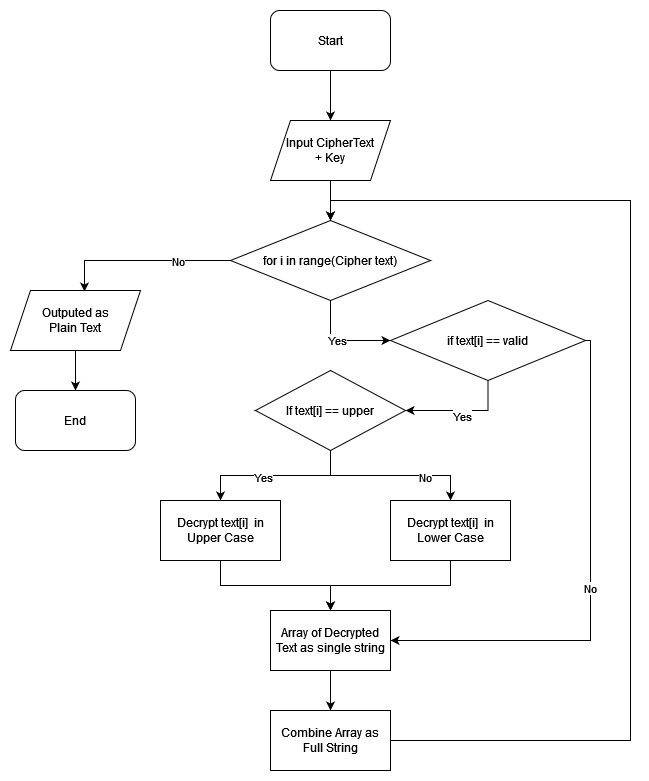 Start
Input CipherText
+ Key
for i in range(Cipher text)
No
Outputed as
Plain Text
End
Yes
if text[i] == valid
Yes
If text[i] == upper
Yes
No
Decrypt text[i] in
Upper Case
Decrypt text[i] in
Lower Case
No
Array of Decrypted
Text as single string
Combine Array as
Full String